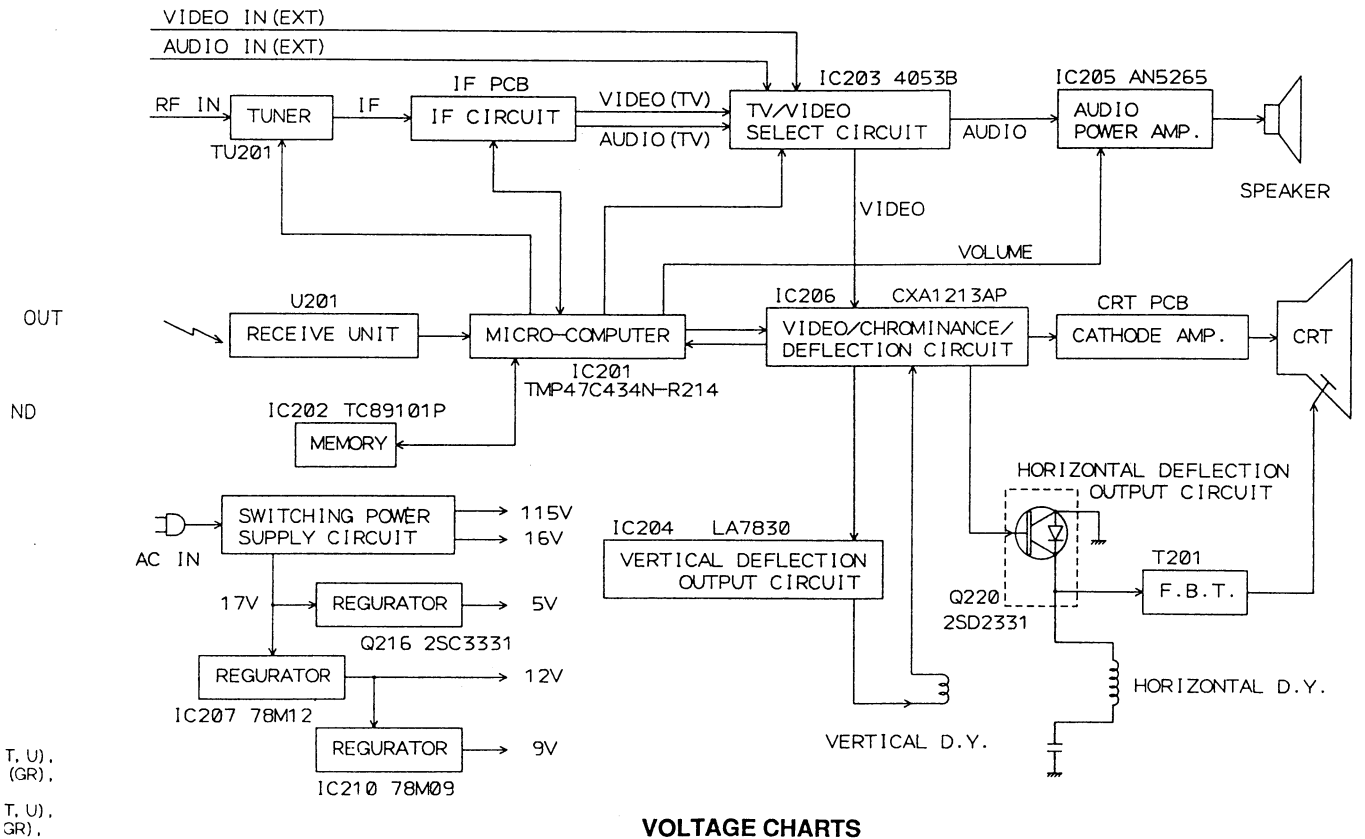 VIDEO IN (EXT)
AUDIO IN (EXT)
RF IN
TUNER
TU201
IF
IF PCB
IF CIRCUIT
VIDEO (TV)
AUDIO (TV)
IC203 4053B
TV/VIDEO
SELECT CIRCUIT
AUDIO
IC205 AN5265
AUDIO
POWER AMP.
SPEAKER
VIDEO
VOLUME
OUT
U201
RECEIVE UNIT
MICRO-COMPUTER
IC201
TMP47C434N-R214
IC206 CXA1213AP
VIDEO/CHROMINANCE/
DEFLECTION CIRCUIT
CRT PCB
CATHODE AMP.
CRT
ND
IC202 TC89101P
MEMORY
HORIZONTAL DEFLECTION
OUTPUT CIRCUIT
AC IN
SWITCHING POWER
SUPPLY CIRCUIT
115V
16V
IC204 LA7830
VERTICAL DEFLECTION
OUTPUT CIRCUIT
Q220
2SD2331
T201
F.B.T.
17V
REGURATOR
5V
Q216 2SC3331
REGURATOR
12V
IC207 78M12
REGURATOR
9V
IC210 78M09
VERTICAL D.Y.
HORIZONTAL D.Y.
T, U),
(GR),
T, U),
GR),
VOLTAGE CHARTS